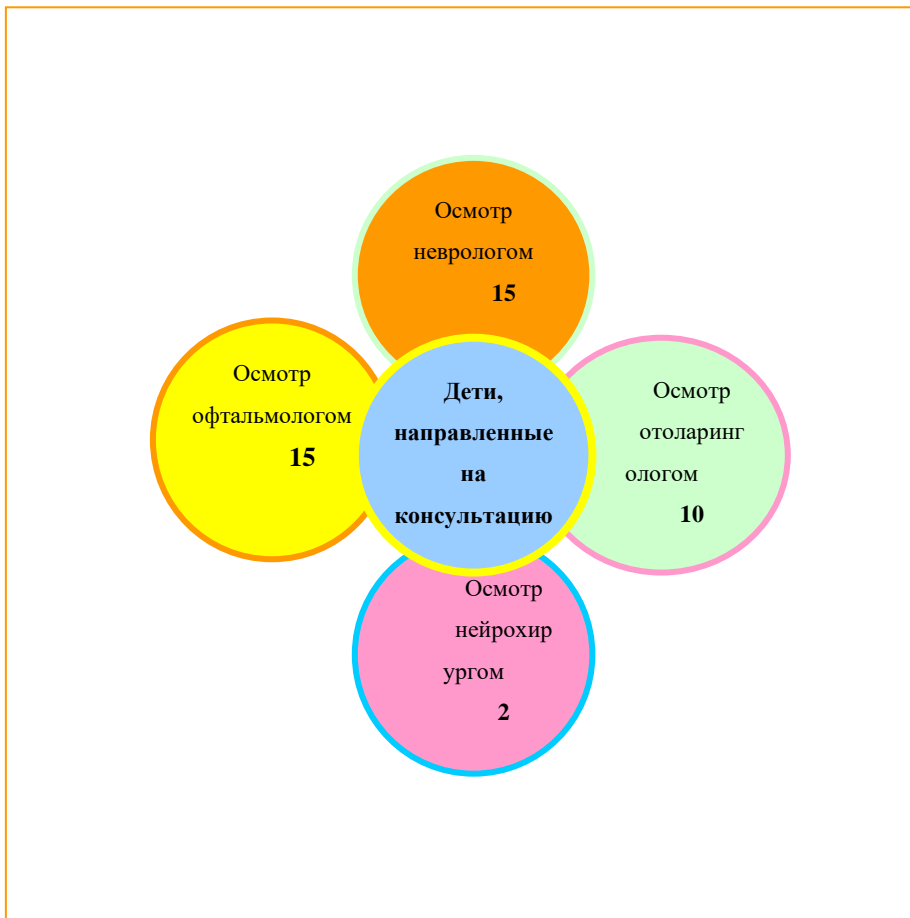 Осмотр
неврологом
15
Осмотр
офтальмологом
15
Дети,
направленные
на
консультацию
Осмотр
отоларинг
ологом
10
Осмотр
нейрохир
ургом
2